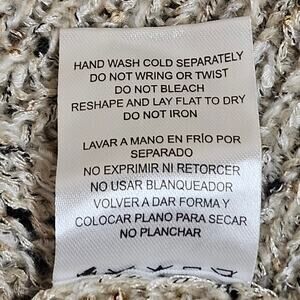 HAND WASH COLD SEPARATELY
DO NOT WRING OR TWIST
DO NOT BLEACH
RESHAPE AND LAY FLAT TO DRY
DO NOT IRON
LAVAR A MANO EN FRÍO POR
SEPARADO
NO EXPRIMIR NI RETORCER
NO USAR BLANQUEADOR
VOLVER A DAR FORMA Y
COLOCAR PLANO PARA SECAR
NO PLANCHAR